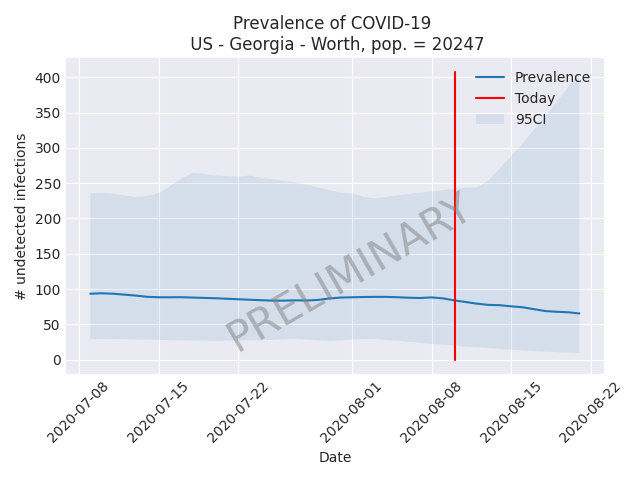 Prevalence of COVID-19
US - Georgia - Worth, pop. = 20247
Prevalence
Today
95CI
PRELIMINARY
# undetected infections
400
350
300
250
200
150
100
50
0
2020-07-08
2020-07-15
2020-07-22
2020-08-01
2020-08-08
2020-08-15
2020-08-22
Date